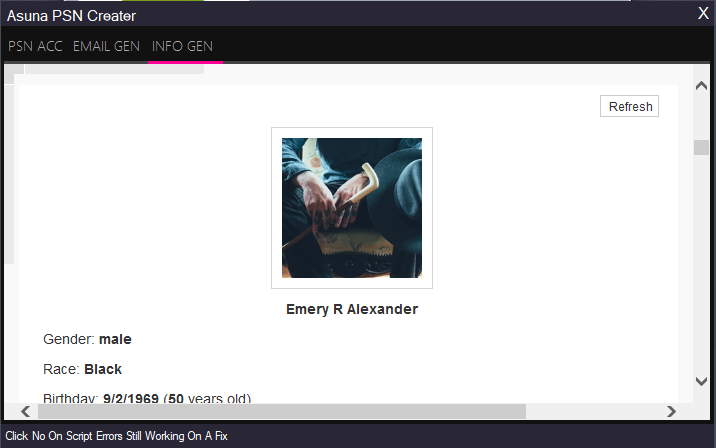 Asuna PSN Creater X
PSN ACC EMAIL GEN INFO GEN
Refresh
Emery R Alexander
Gender: male
Race: Black
Birthday: 9/2/1969 (50 years old)
Click No On Script Errors Still Working On A Fix